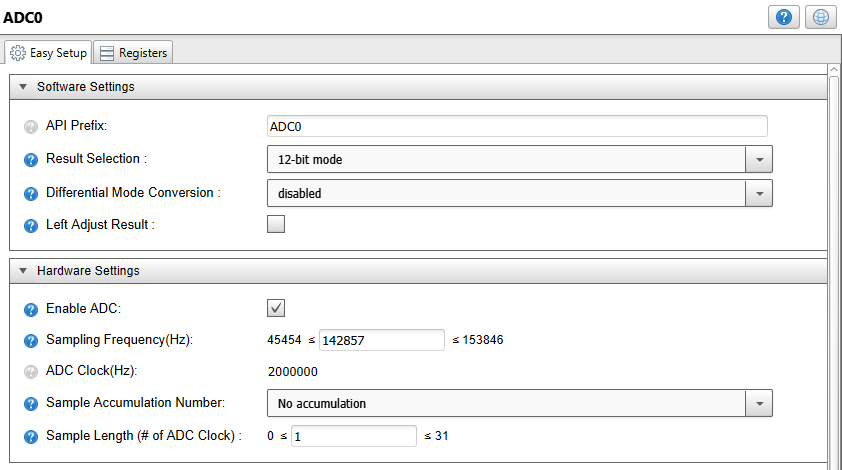 ADC0
Easy Setup Registers
Software Settings
API Prefix: ADC0
Result Selection : 12-bit mode
Differential Mode Conversion : disabled
Left Adjust Result :
Hardware Settings
Enable ADC:
Sampling Frequency(Hz): 45454 ≤ 142857 ≤ 153846
ADC Clock(Hz): 2000000
Sample Accumulation Number: No accumulation
Sample Length (# of ADC Clock) : 0 ≤ 1 ≤ 31